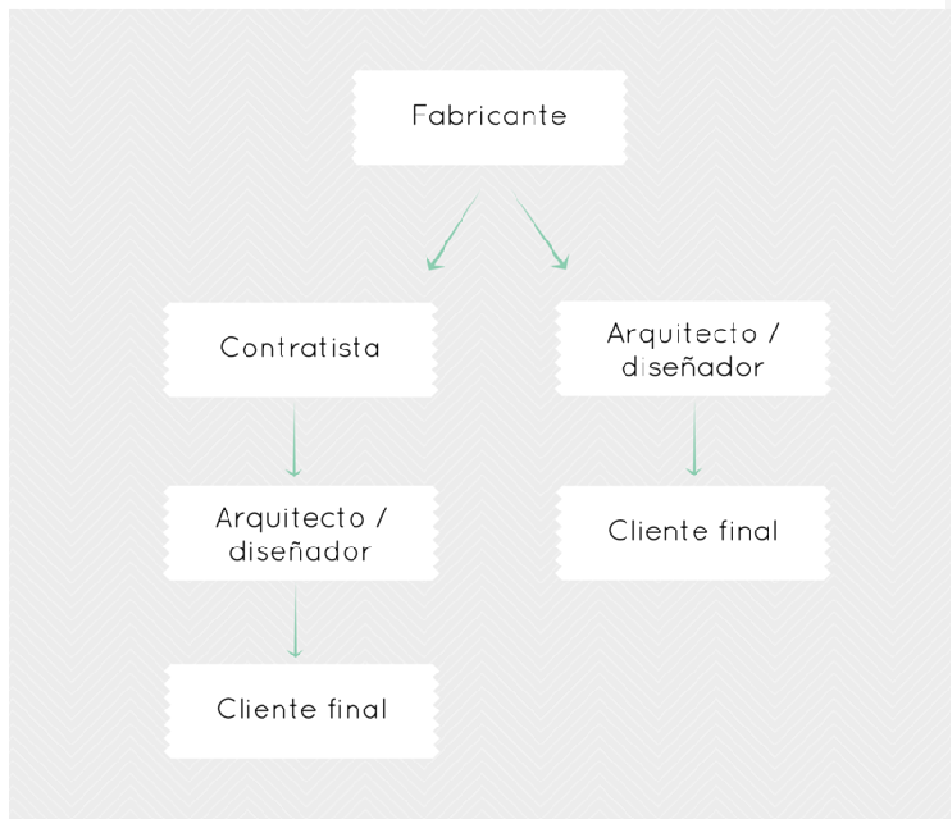 Fabricante
Contratista
Arquitecto /
diseñador
Arquitecto /
diseñador
Cliente final
Cliente final